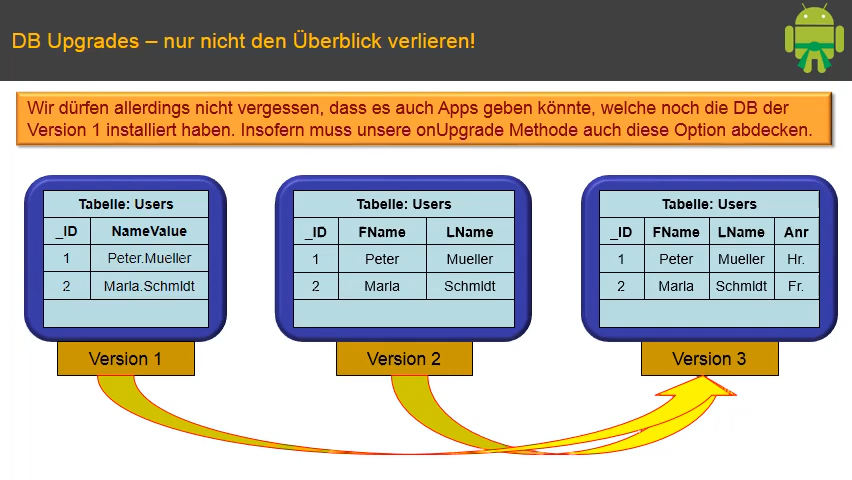 DB Upgrades – nur nicht den Überblick verlieren!
Wir dürfen allerdings nicht vergessen, dass es auch Apps geben könnte, welche noch die DB der
Version 1 installiert haben. Insofern muss unsere onUpgrade Methode auch diese Option abdecken.
Tabelle: Users
_ID NameValue
1 Peter.Mueller
2 Maria.Schmidt
Version 1
Tabelle: Users
_ID FName LName
1 Peter Mueller
2 Maria Schmidt
Version 2
Tabelle: Users
_ID FName LName Anr
1 Peter Mueller Hr.
2 Maria Schmidt Fr.
Version 3